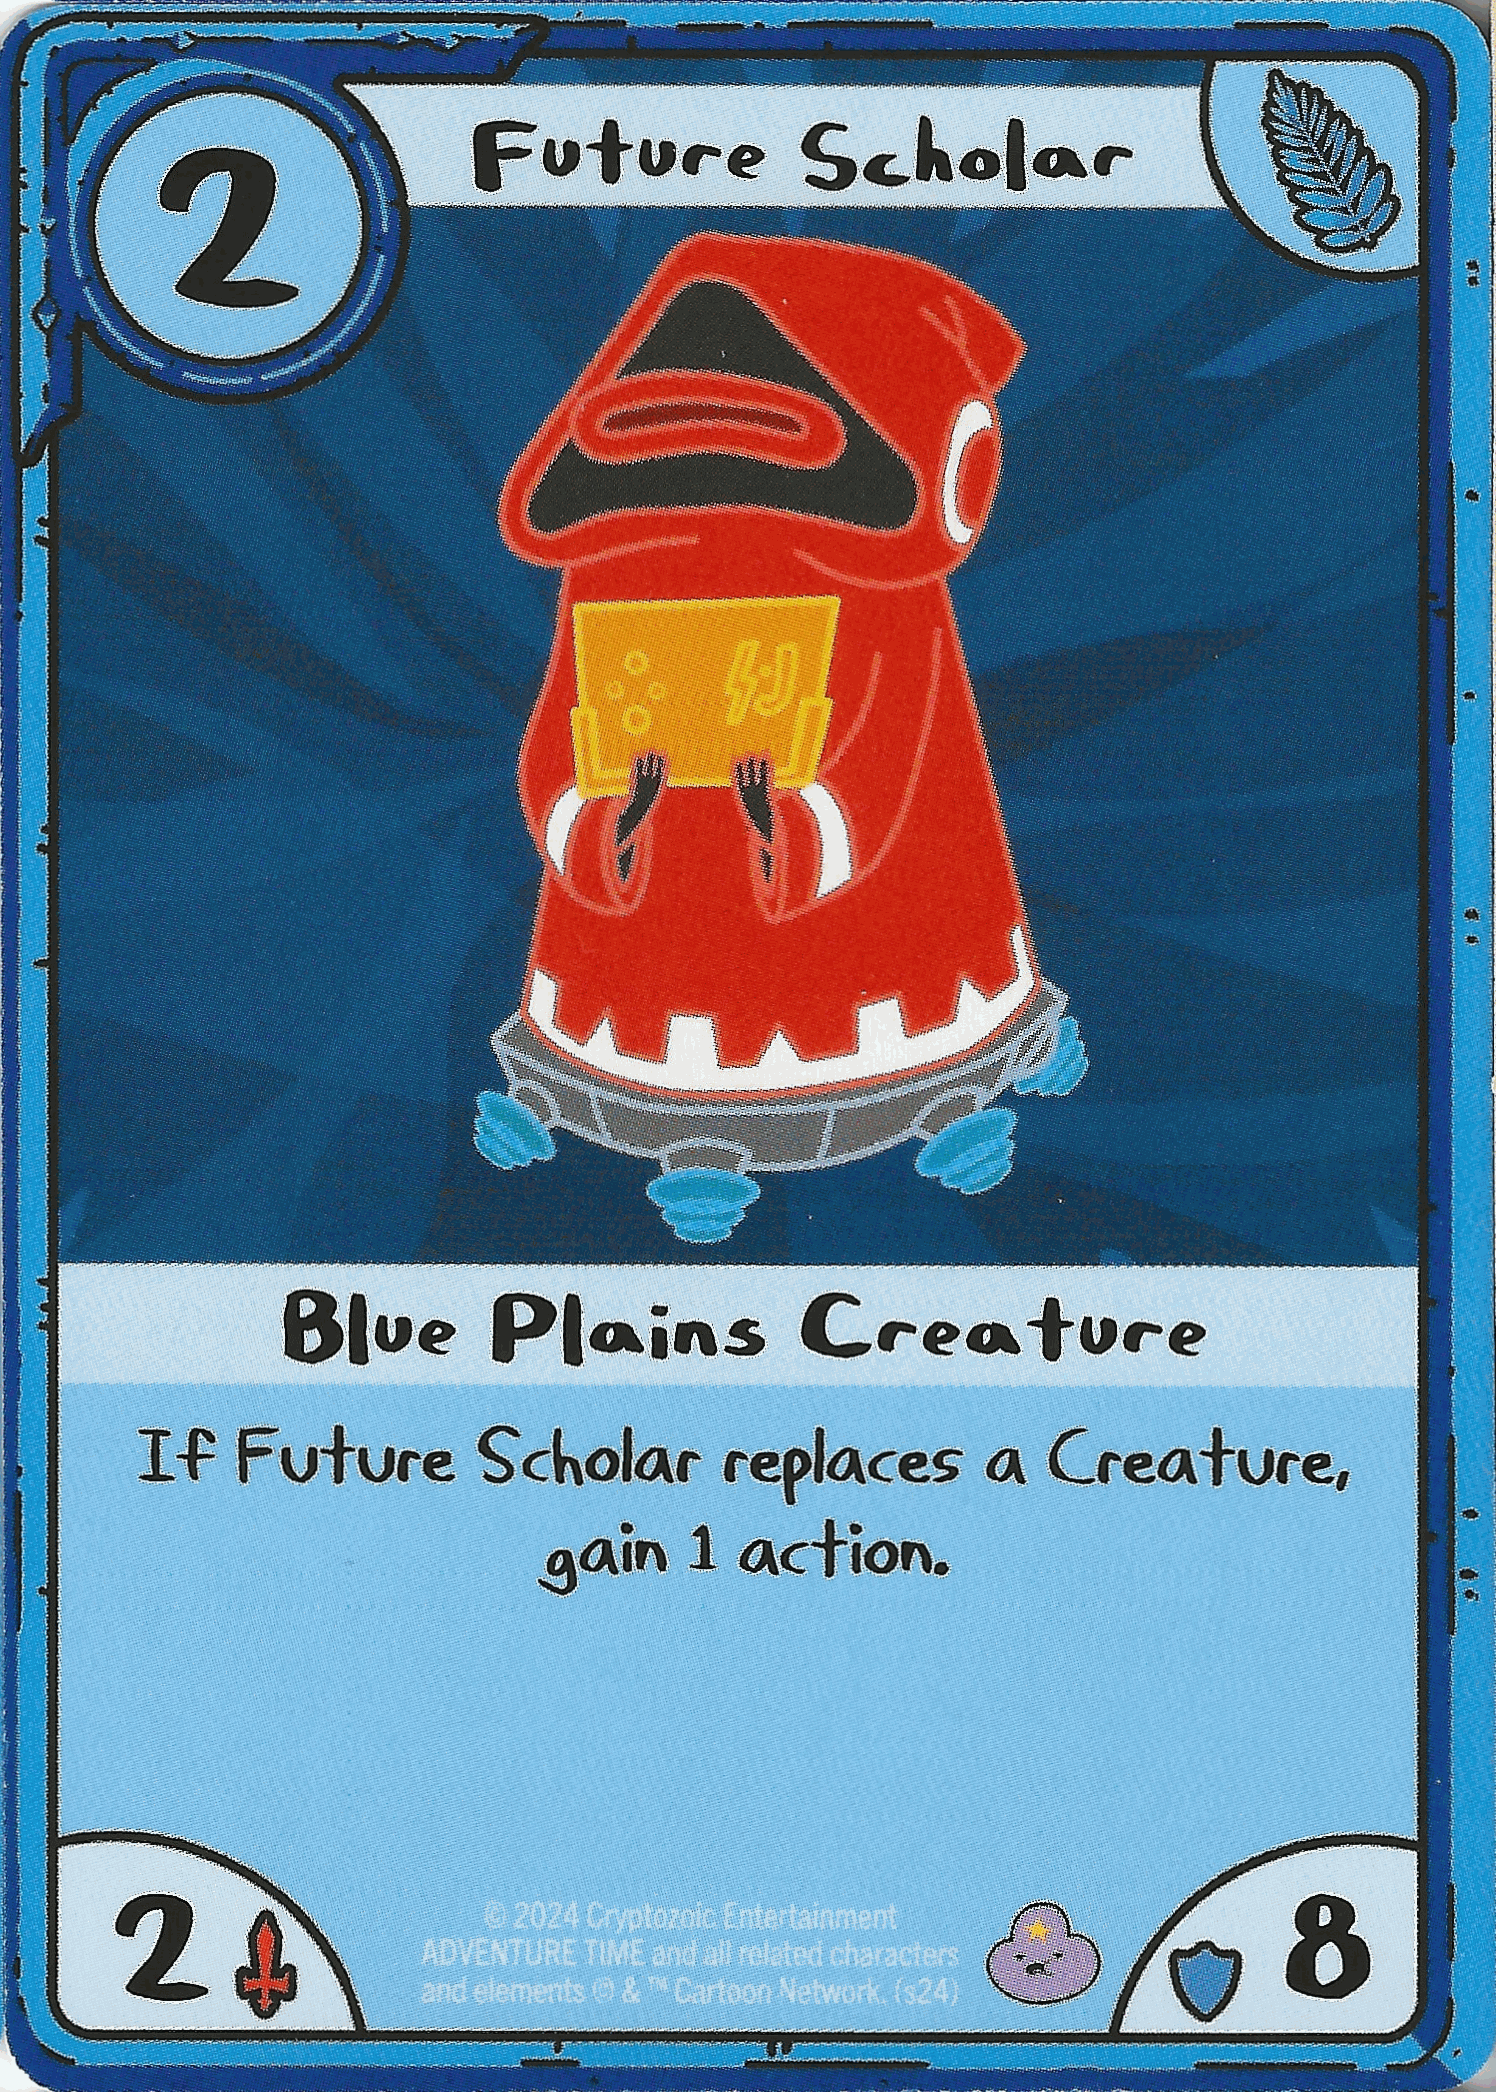 2
Future Scholar
Blue Plains Creature
If Future Scholar replaces a Creature,
gain 1 action.
2
© 2024 Cryptozoic Entertainment
ADVENTURE TIME and all related characters
and elements © & ™ Cartoon Network. (s24)
8